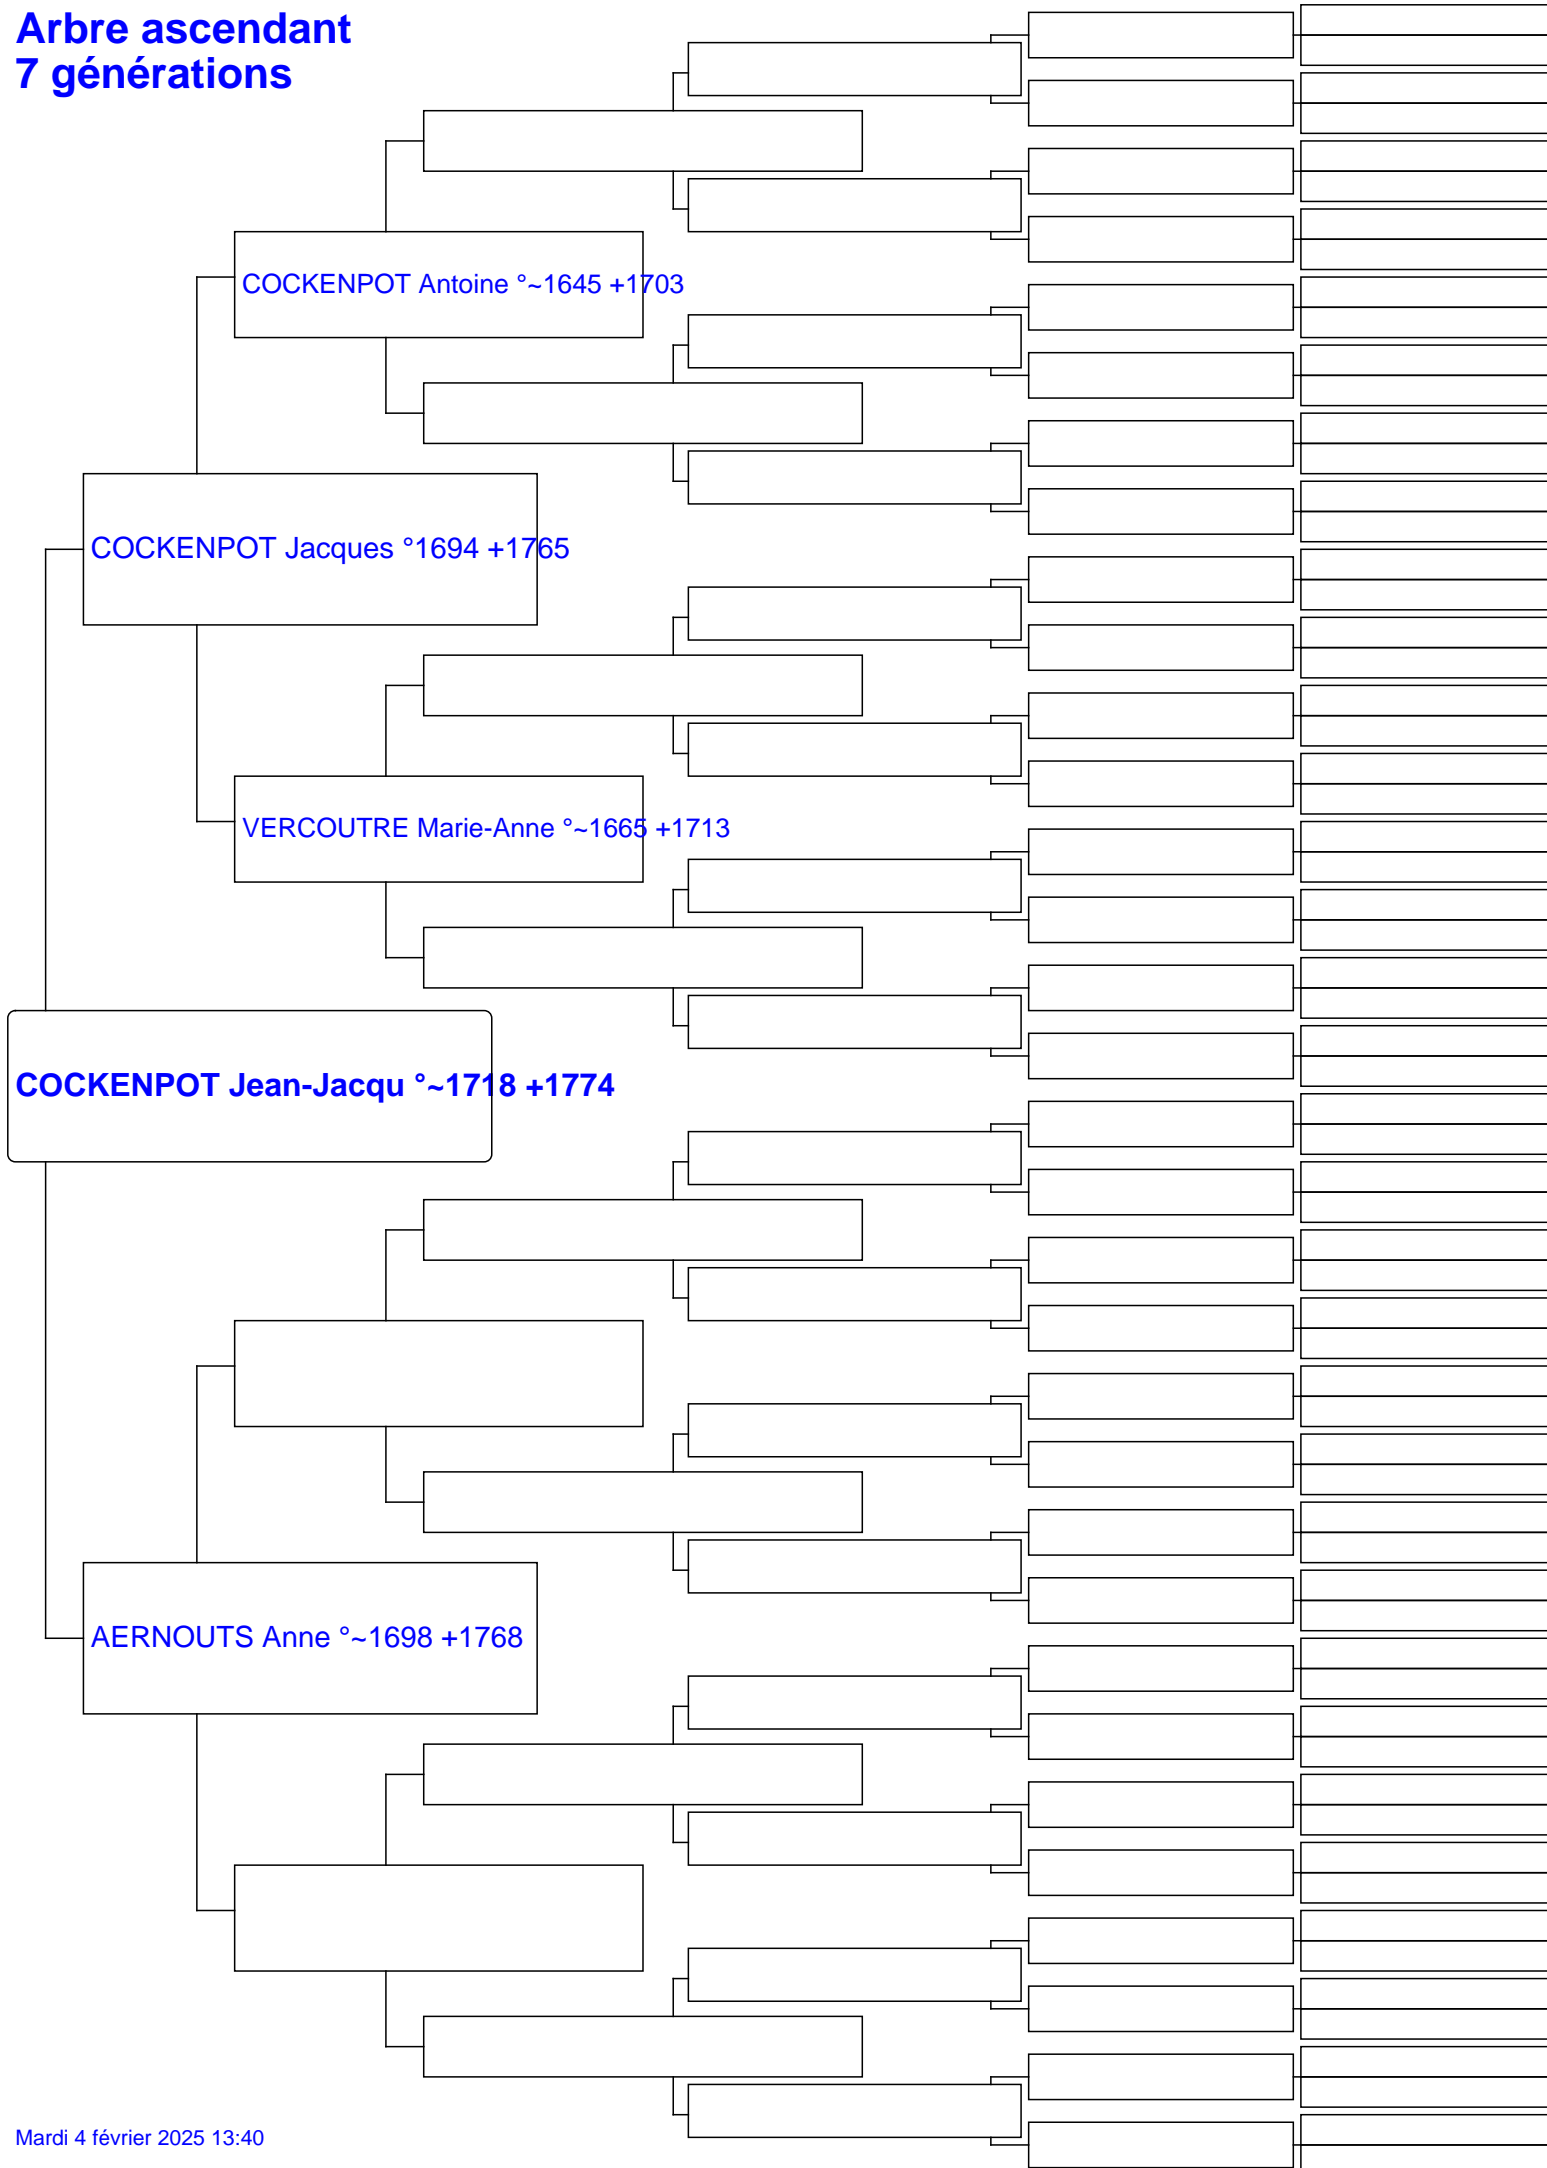 Arbre ascendant
7 générations
COCKENPOT Antoine °~1645 +1703
COCKENPOT Jacques °1694 +1765
VERCOUTRE Marie-Anne °~1665 +1713
COCKENPOT Jean-Jacqu °~1718 +1774
AERNOUTS Anne °~1698 +1768
Mardi 4 février 2025 13:40